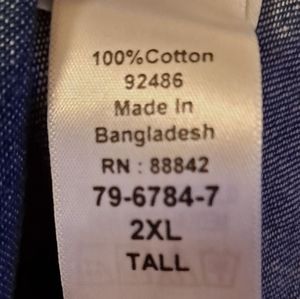 100%Cotton
92486
Made In
Bangladesh
RN : 88842
79-6784-7
2XL
TALL